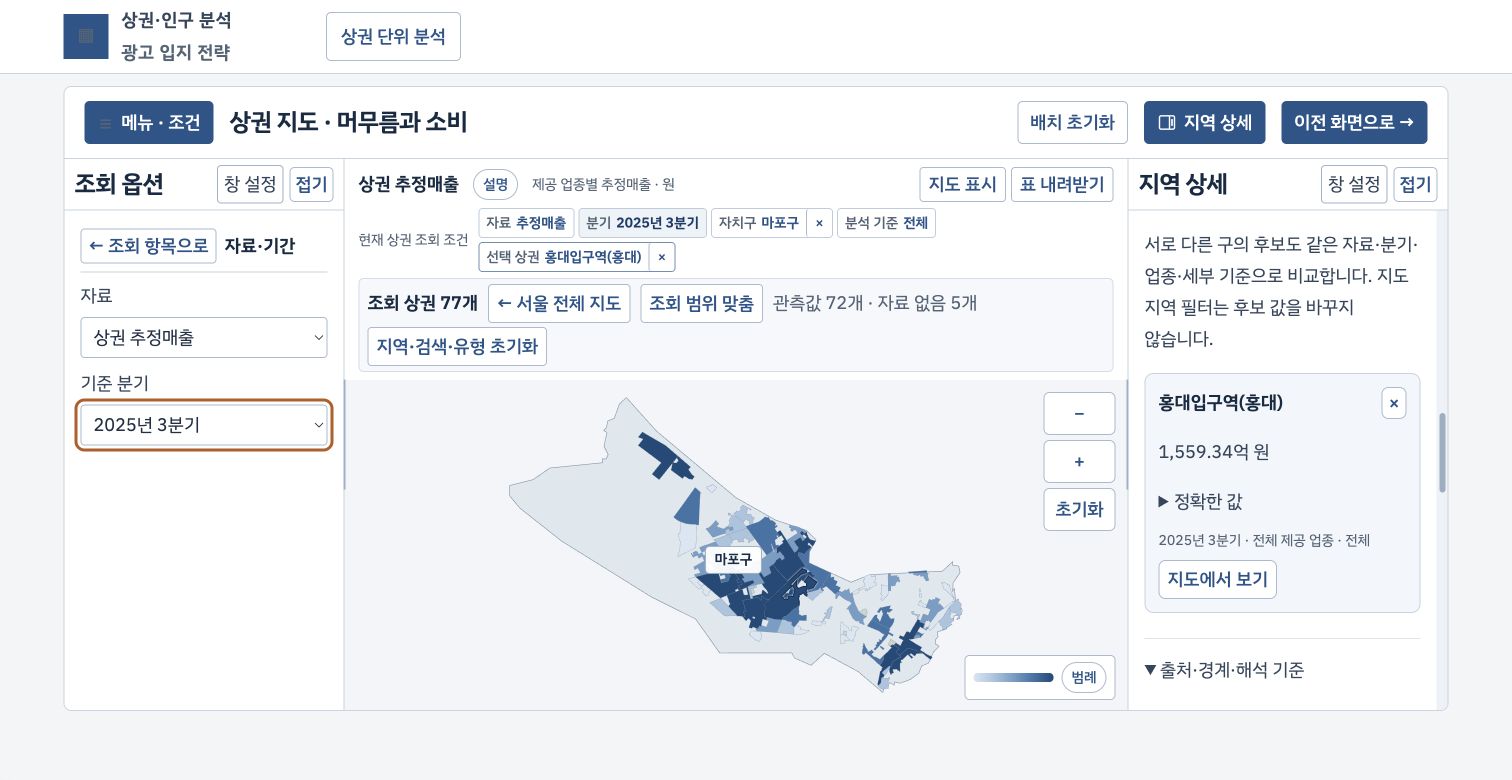 상권·인구 분석
광고 입지 전략
상권 단위 분석
≡ 메뉴 · 조건
상권 지도 · 머무름과 소비
배치 초기화
지역 상세
이전 화면으로 →
조회 옵션
창 설정
접기
← 조회 항목으로
자료·기간
자료
상권 추정매출
기준 분기
2025년 3분기
상권 추정매출
설명
제공 업종별 추정매출 · 원
지도 표시
표 내려받기
현재 상권 조회 조건
자료 추정매출
분기 2025년 3분기
자치구 마포구 ×
분석 기준 전체
선택 상권 홍대입구역(홍대) ×
조회 상권 77개
← 서울 전체 지도
조회 범위 맞춤
관측값 72개 · 자료 없음 5개
지역·검색·유형 초기화
−
+
초기화
마포구
범례
지역 상세
창 설정
접기
서로 다른 구의 후보도 같은 자료·분기·
업종·세부 기준으로 비교합니다. 지도
지역 필터는 후보 값을 바꾸지
않습니다.
홍대입구역(홍대)
×
1,559.34억 원
▶ 정확한 값
2025년 3분기 · 전체 제공 업종 · 전체
지도에서 보기
▼ 출처·경계·해석 기준